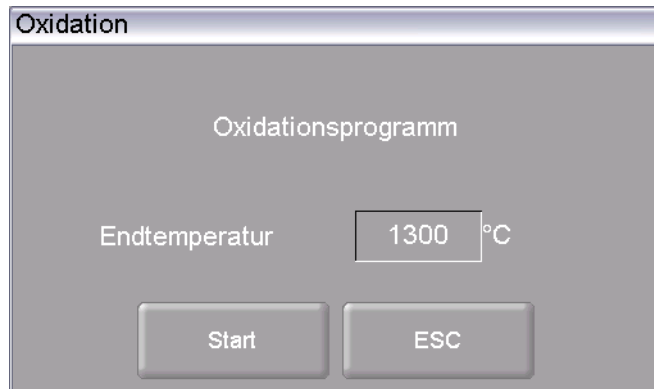 Oxidation
Oxidationsprogramm
Endtemperatur 1300 °C
Start ESC